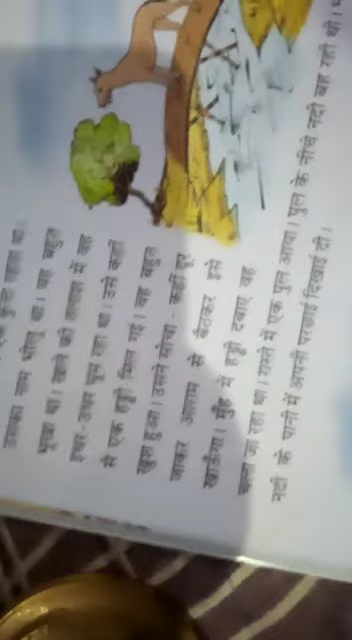 कुत्ता रहता था।
उसका नाम भोलू था। वह बहुत
भूखा था। खाने की तलाश में वह
इधर-उधर घूम रहा था। उसे कहीं
से एक हड्डी मिल गई। वह बहुत
खुश हुआ। उसने सोचा - कहीं दूर
जाकर आराम से बैठकर इसे
खाऊँगा। मुँह में हड्डी दबाए वह
चला जा रहा था। रास्ते में एक पुल आया। पुल के नीचे नदी बह रही थी।
नदी के पानी में अपनी परछाई दिखाई दी।